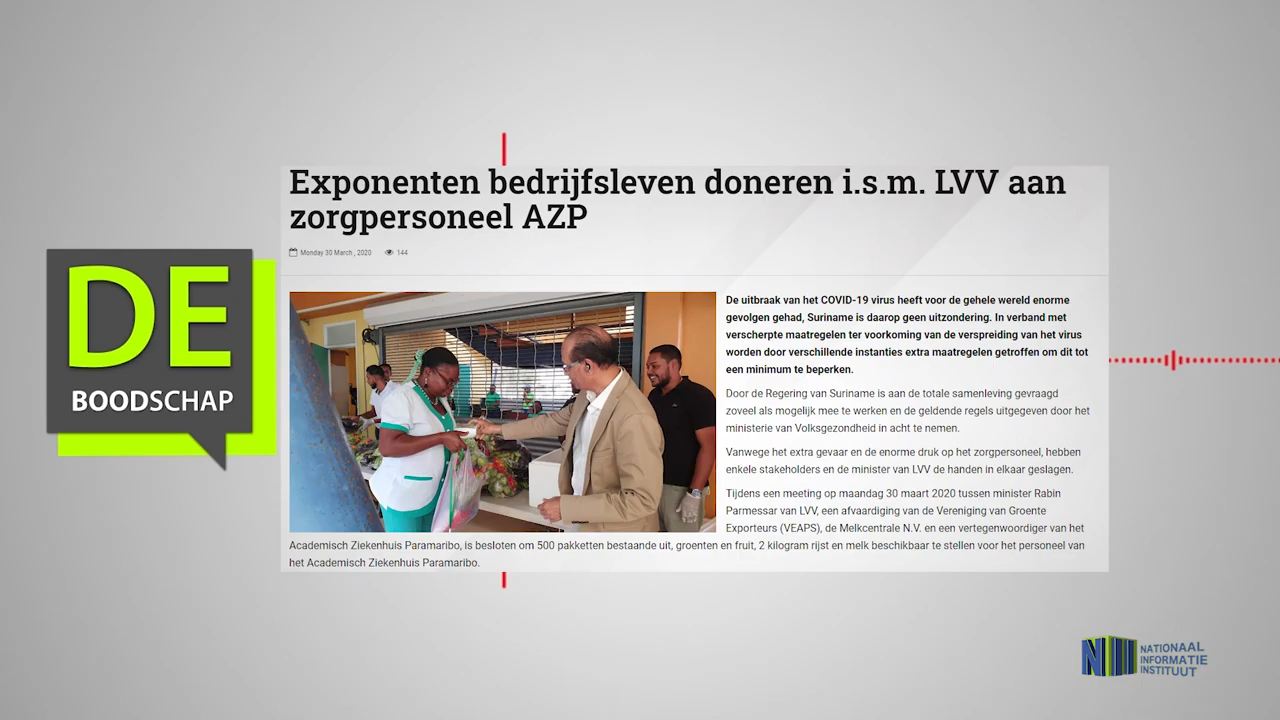 Exponenten bedrijfsleven doneren i.s.m. LVV aan
zorgpersoneel AZP
Monday 30 March , 2020 144
DE
BOODSCHAP
De uitbraak van het COVID-19 virus heeft voor de gehele wereld enorme
gevolgen gehad, Suriname is daarop geen uitzondering. In verband met
verscherpte maatregelen ter voorkoming van de verspreiding van het virus
worden door verschillende instanties extra maatregelen getroffen om dit tot
een minimum te beperken.
Door de Regering van Suriname is aan de totale samenleving gevraagd
zoveel als mogelijk mee te werken en de geldende regels uitgegeven door het
ministerie van Volksgezondheid in acht te nemen.
Vanwege het extra gevaar en de enorme druk op het zorgpersoneel, hebben
enkele stakeholders en de minister van LVV de handen in elkaar geslagen.
Tijdens een meeting op maandag 30 maart 2020 tussen minister Rabin
Parmessar van LVV, een afvaardiging van de Vereniging van Groente
Exporteurs (VEAPS), de Melkcentrale N.V. en een vertegenwoordiger van het
Academisch Ziekenhuis Paramaribo, is besloten om 500 pakketten bestaande uit, groenten en fruit, 2 kilogram rijst en melk beschikbaar te stellen voor het personeel van
het Academisch Ziekenhuis Paramaribo.
NII NATIONAAL
INFORMATIE
INSTITUUT